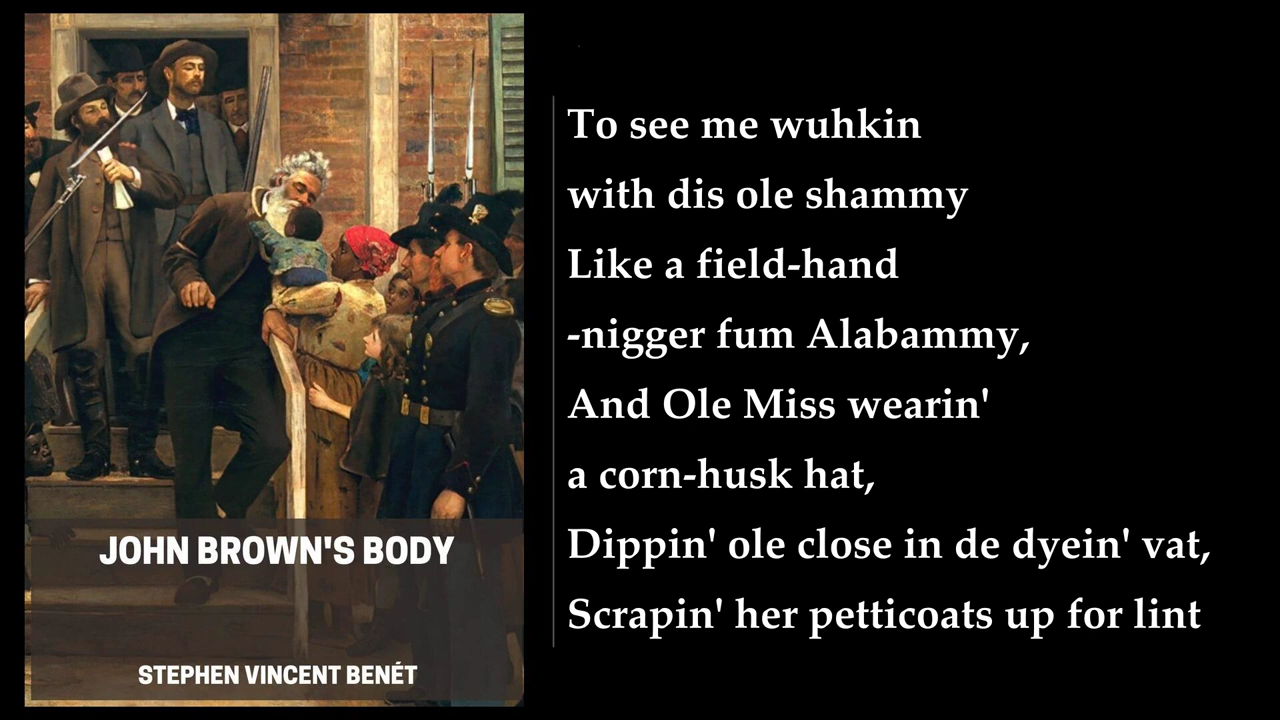 JOHN BROWN'S BODY
STEPHEN VINCENT BENÉT
To see me wuhkin
with dis ole shammy
Like a field-hand
-nigger fum Alabammy,
And Ole Miss wearin'
a corn-husk hat,
Dippin' ole close in de dyein' vat,
Scrapin' her petticoats up for lint